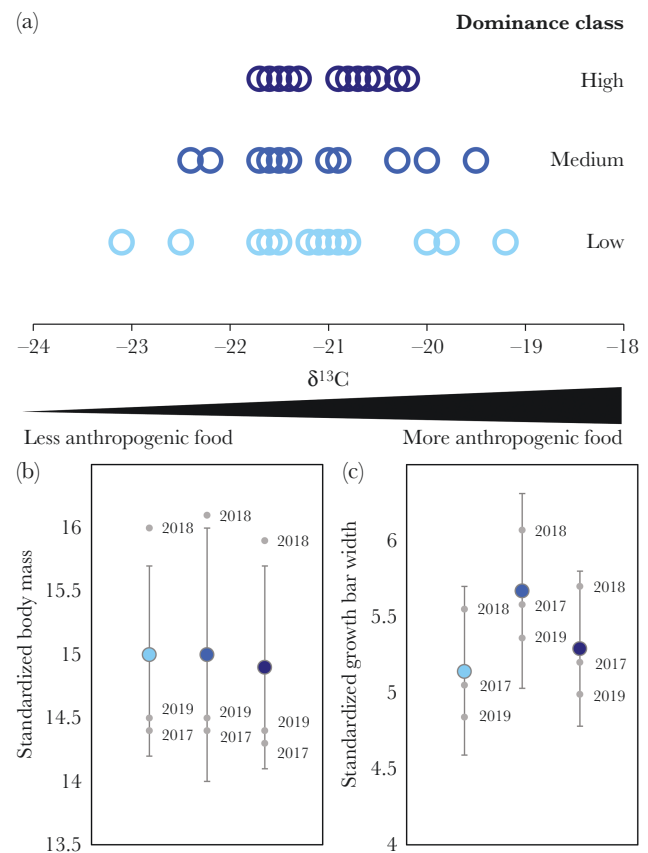 (a)
Dominance class
High
Medium
Low
–24 –23 –22 –21 –20 –19 –18
δ¹³C
Less anthropogenic food More anthropogenic food
(b)
Standardized body mass
16
15.5
15
14.5
14
13.5
2018
2019
2017
2018
2019
2017
2018
2019
2017
(c)
Standardized growth bar width
6
5.5
5
4.5
4
2018
2017
2019
2018
2017
2019
2018
2017
2019